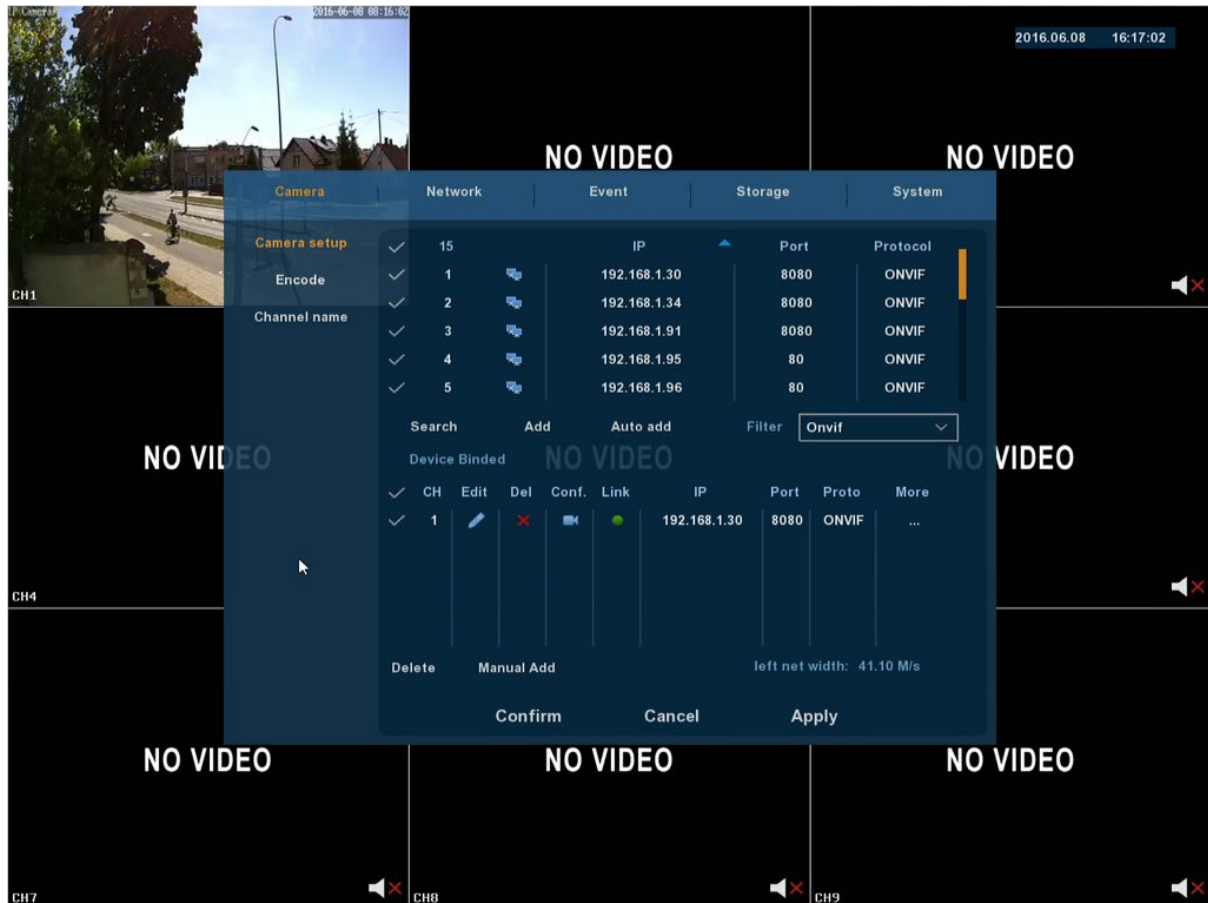 IP Camera 2016-06-08 08:16:02
2016.06.08 16:17:02
NO VIDEO NO VIDEO
Camera Network Event Storage System
Camera setup
Encode
Channel name
15 IP Port Protocol
1 192.168.1.30 8080 ONVIF
2 192.168.1.34 8080 ONVIF
3 192.168.1.91 8080 ONVIF
4 192.168.1.95 80 ONVIF
5 192.168.1.96 80 ONVIF
CH1
Search Add Auto add Filter Onvif
NO VIDEO NO VIDEO NO VIDEO
Device Binded
CH Edit Del Conf. Link IP Port Proto More
1 192.168.1.30 8080 ONVIF ...
CH4
Delete Manual Add left net width: 41.10 M/s
Confirm Cancel Apply
NO VIDEO NO VIDEO NO VIDEO
CH7 CH8 CH9